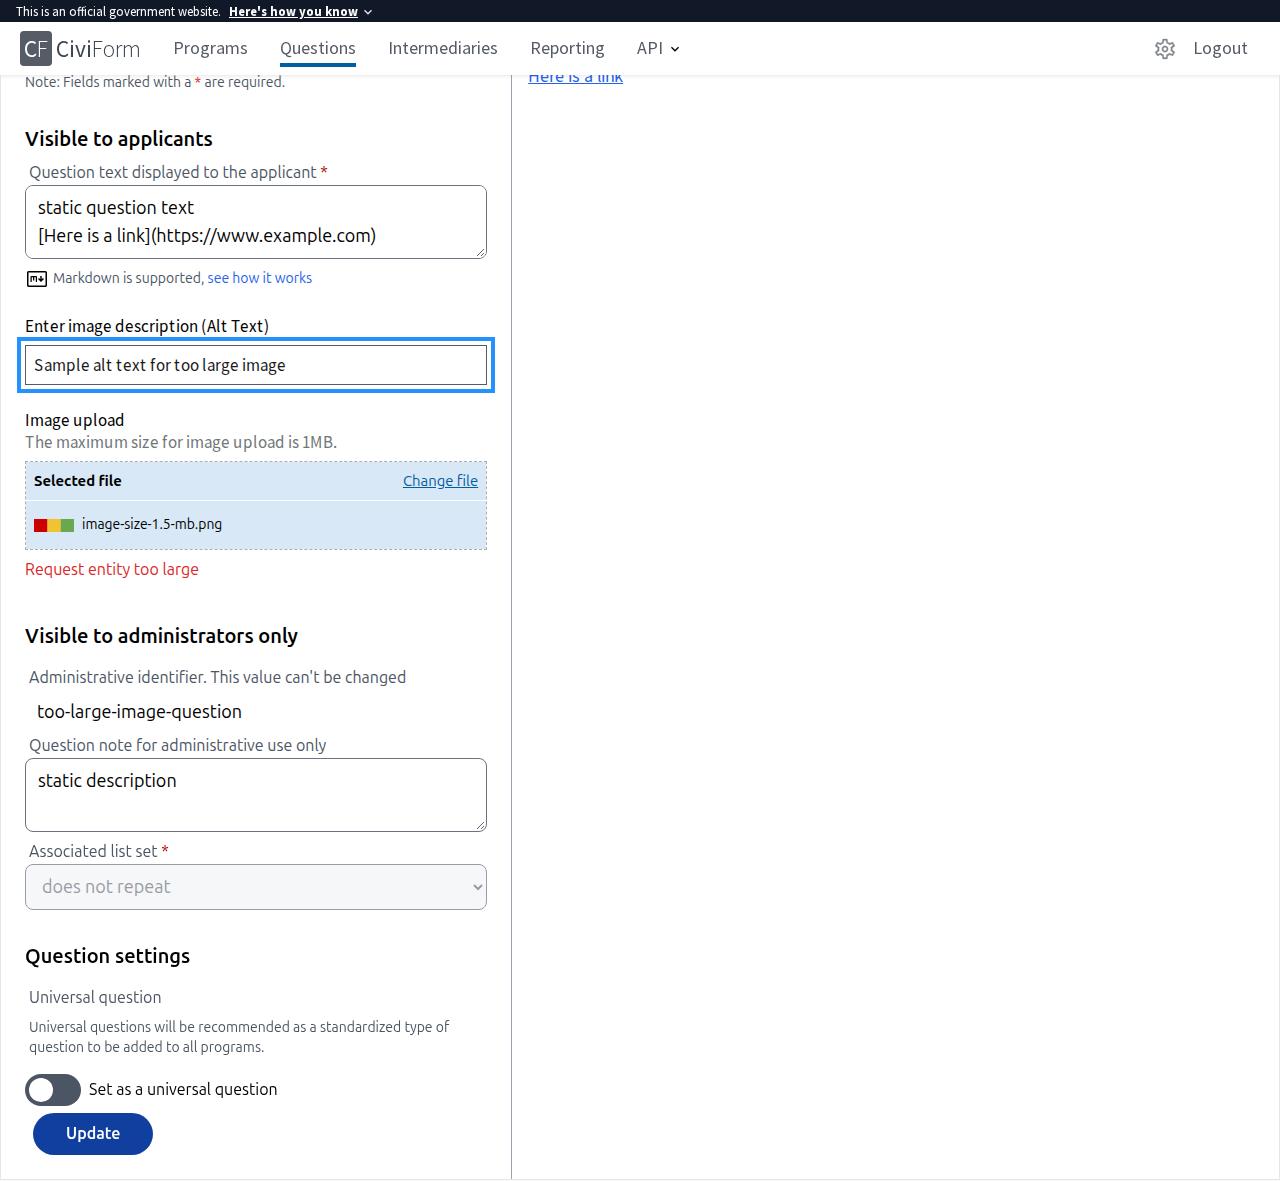 This is an official government website. Here's how you know
CF CiviForm Programs Questions Intermediaries Reporting API Logout
Note: Fields marked with a * are required.
Here is a link
Visible to applicants
Question text displayed to the applicant *
static question text
[Here is a link](https://www.example.com)
Markdown is supported, see how it works
Enter image description (Alt Text)
Sample alt text for too large image
Image upload
The maximum size for image upload is 1MB.
Selected file Change file
image-size-1.5-mb.png
Request entity too large
Visible to administrators only
Administrative identifier. This value can't be changed
too-large-image-question
Question note for administrative use only
static description
Associated list set *
does not repeat
Question settings
Universal question
Universal questions will be recommended as a standardized type of
question to be added to all programs.
Set as a universal question
Update